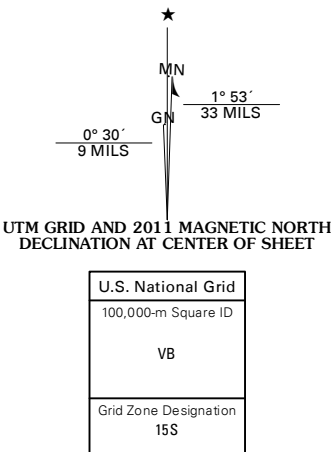 ★
MN
1° 53´
33 MILS
GN
0° 30´
9 MILS
UTM GRID AND 2011 MAGNETIC NORTH
DECLINATION AT CENTER OF SHEET
U.S. National Grid
100,000-m Square ID
VB
Grid Zone Designation
15S